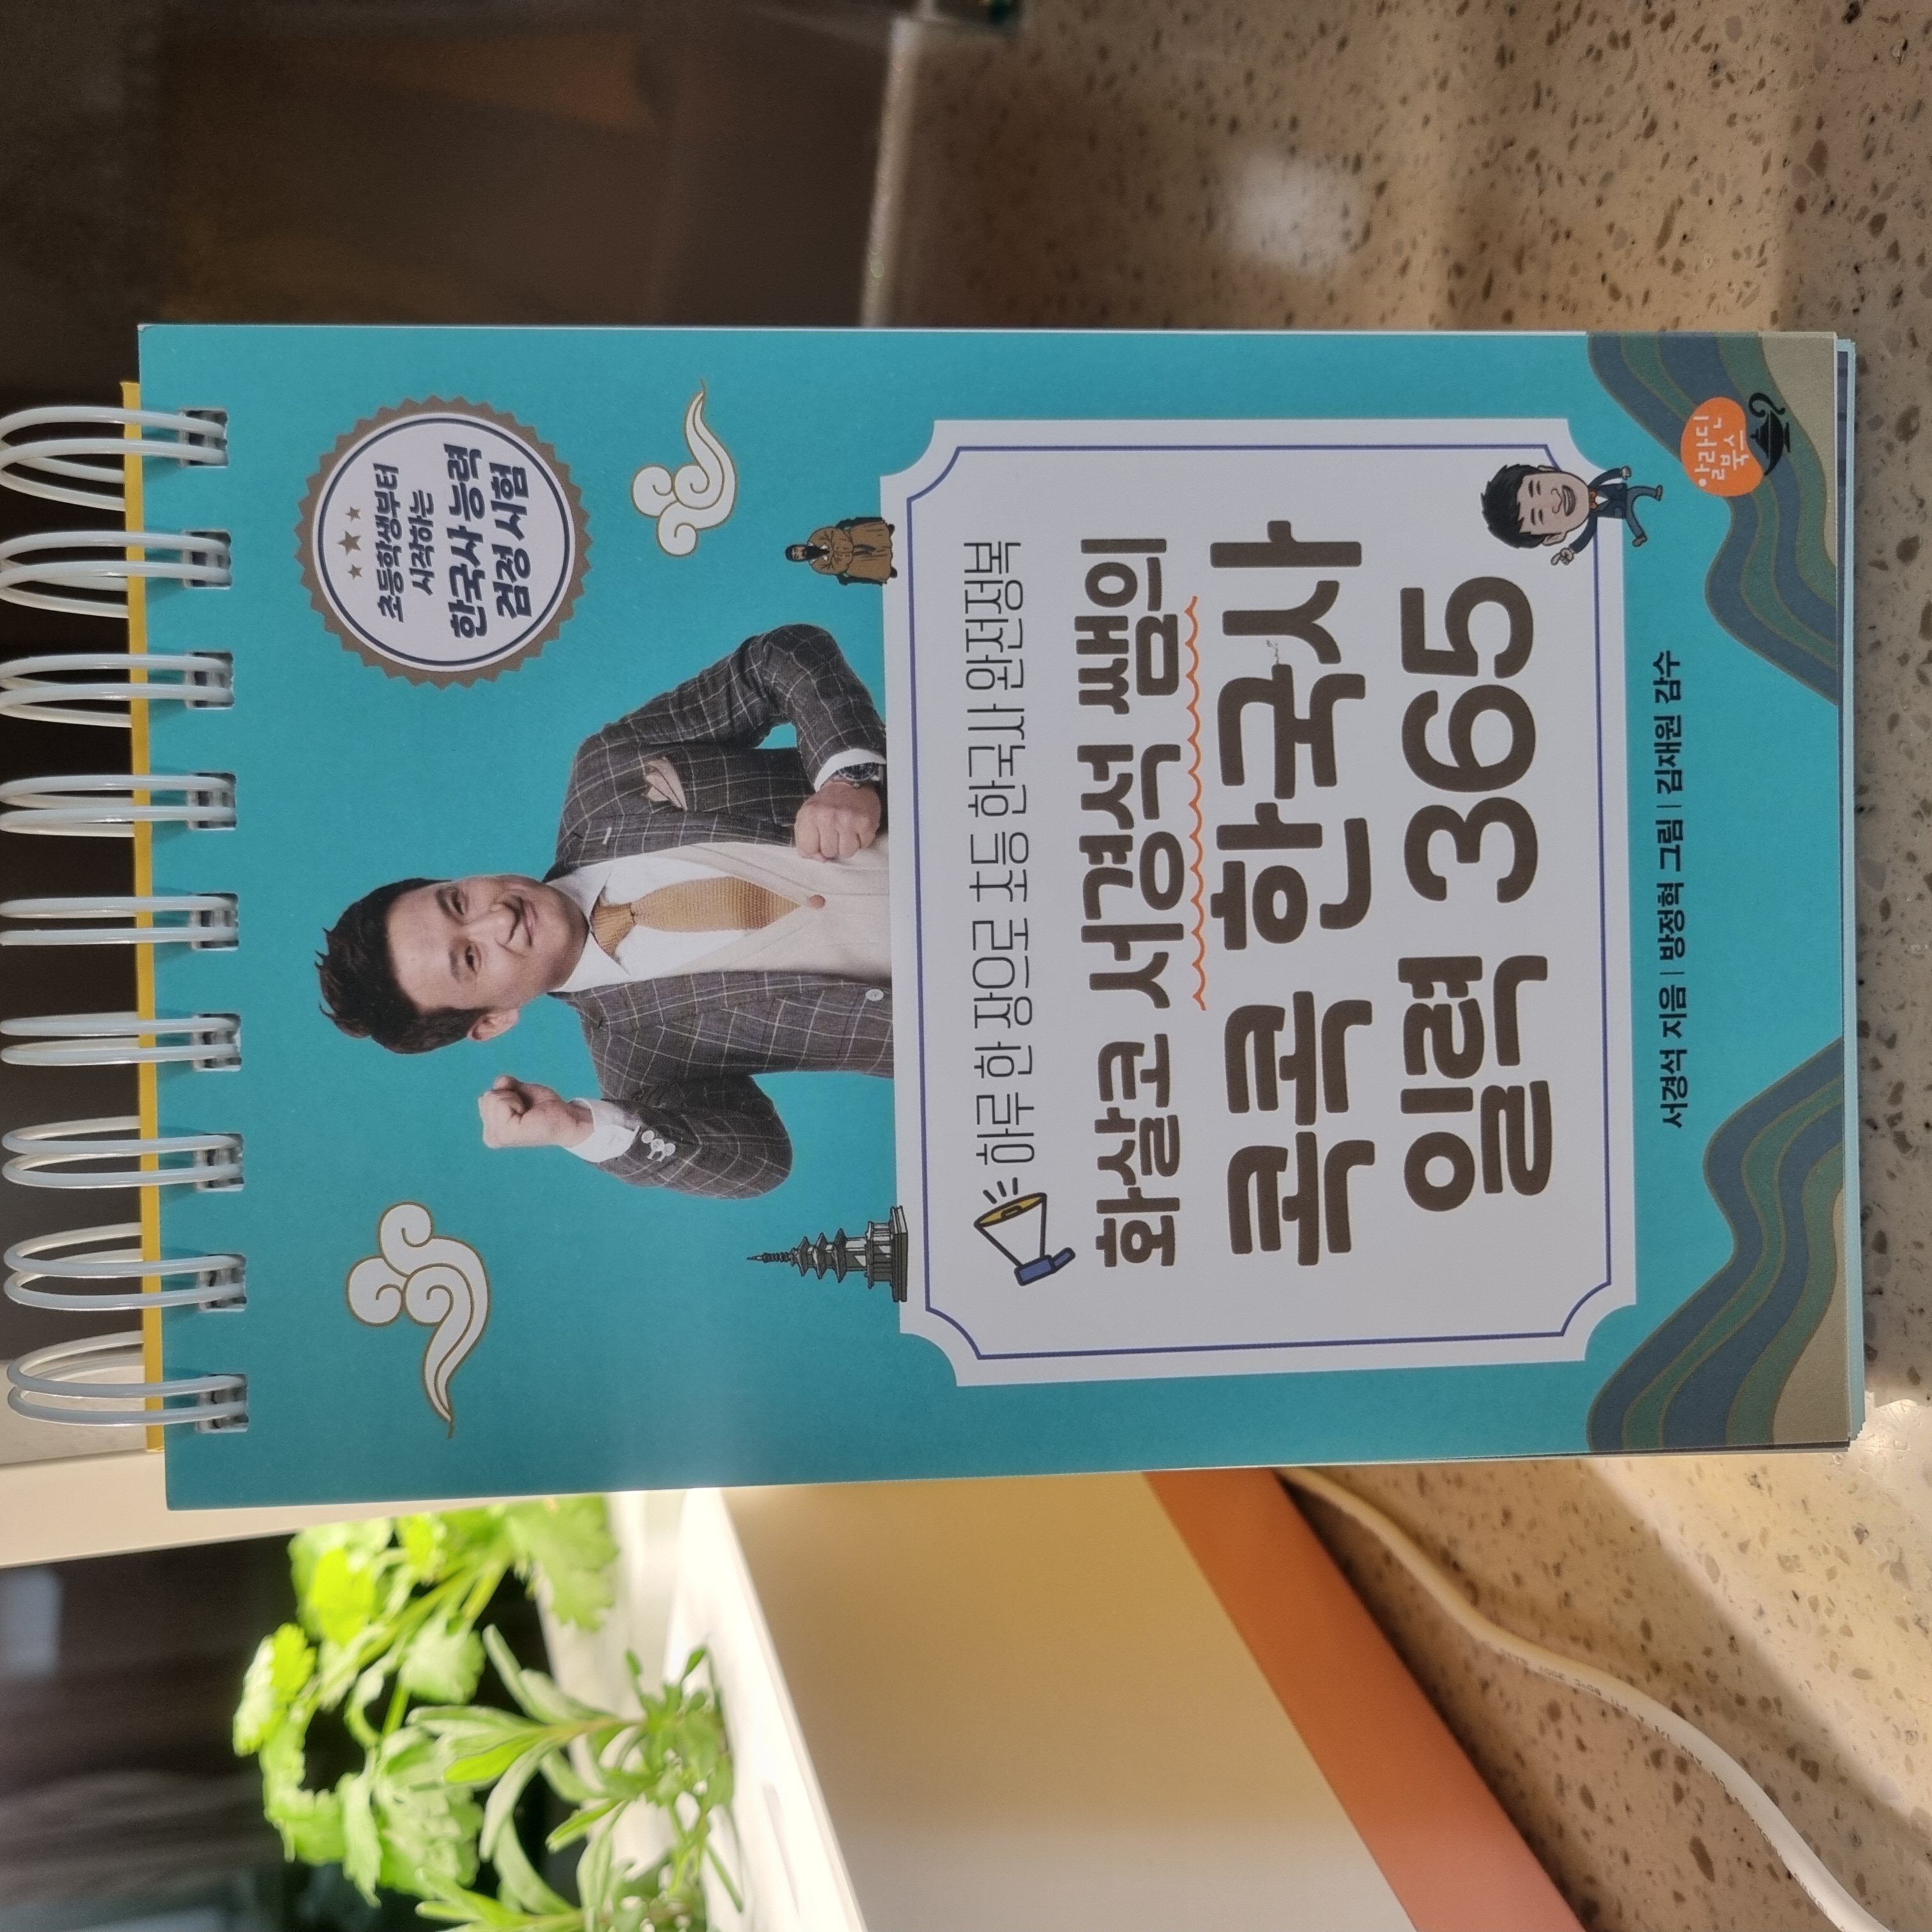 초등학생부터
시작하는
한국사 능력
검정 시험
하루 한 장으로 초등 한국사 완전정복
화살코 서경석 쌤의
콕콕 한국사
일력 365
서경석 지음 | 방정혁 그림 | 김재원 감수
알라딘
북스